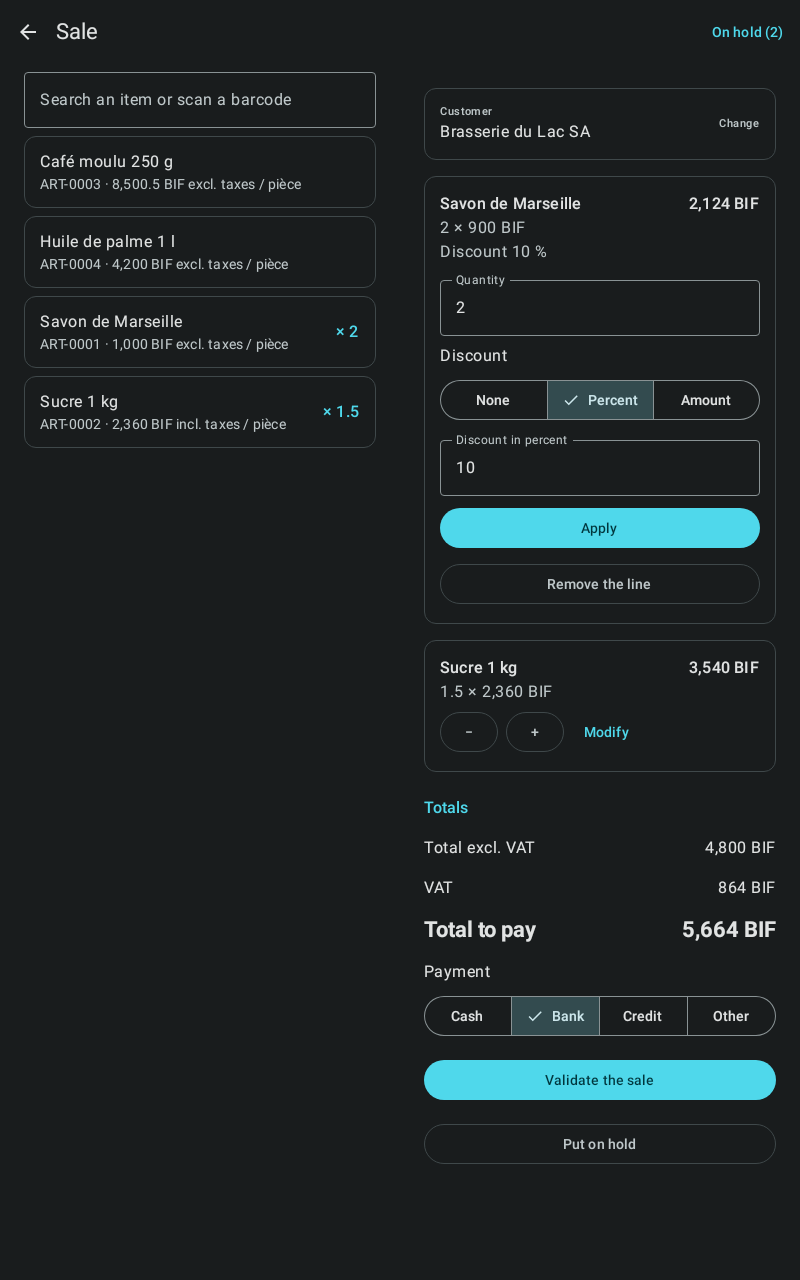 Sale
On hold (2)
Search an item or scan a barcode
Café moulu 250 g
ART-0003 · 8,500.5 BIF excl. taxes / pièce
Huile de palme 1 l
ART-0004 · 4,200 BIF excl. taxes / pièce
Savon de Marseille
ART-0001 · 1,000 BIF excl. taxes / pièce
× 2
Sucre 1 kg
ART-0002 · 2,360 BIF incl. taxes / pièce
× 1.5
Customer
Brasserie du Lac SA
Change
Savon de Marseille 2,124 BIF
2 × 900 BIF
Discount 10 %
Quantity
2
Discount
None Percent Amount
Discount in percent
10
Apply
Remove the line
Sucre 1 kg 3,540 BIF
1.5 × 2,360 BIF
− + Modify
Totals
Total excl. VAT 4,800 BIF
VAT 864 BIF
Total to pay 5,664 BIF
Payment
Cash Bank Credit Other
Validate the sale
Put on hold